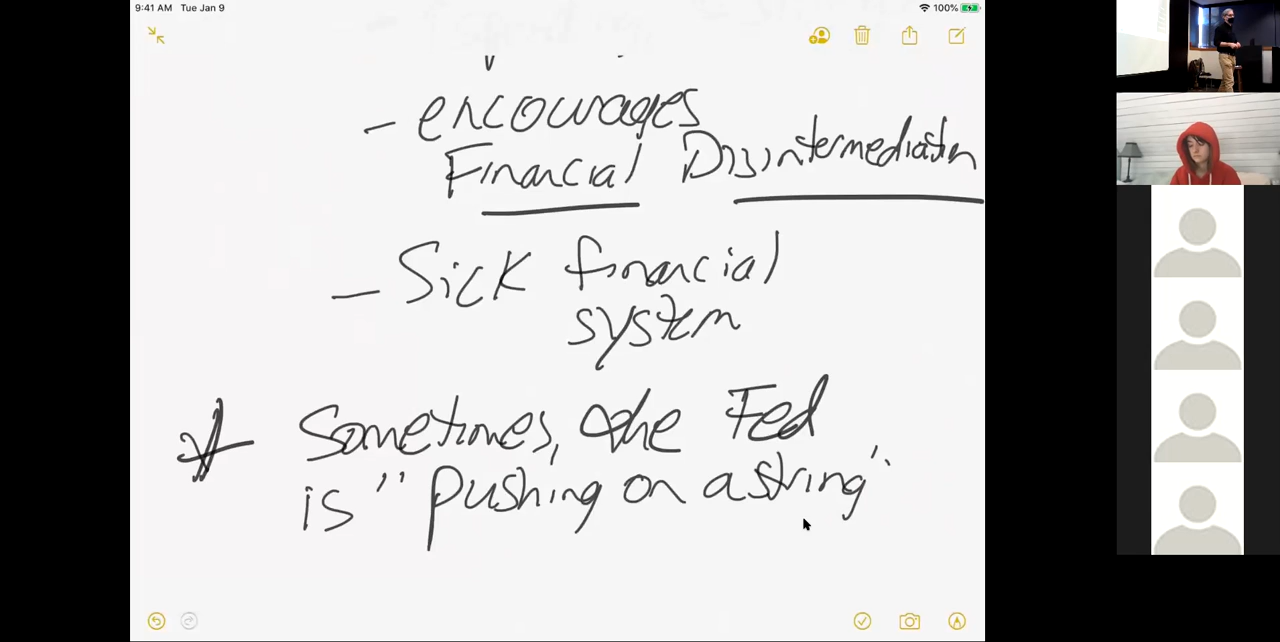 9:41 AM Tue Jan 9
100%
- encourages
Financial Disintermediation
- Sick financial
system
* Sometimes, the Fed
is "pushing on a string"